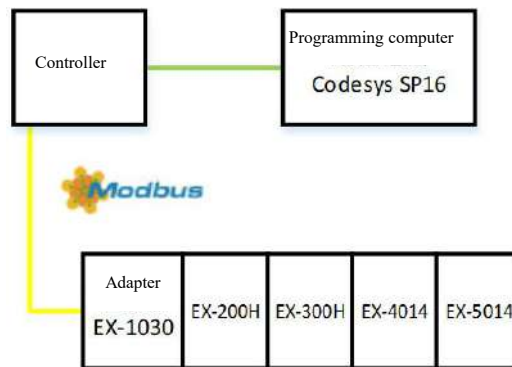 Controller
Programming computer
Codesys SP16
Modbus
Adapter
EX-1030
EX-200H
EX-300H
EX-4014
EX-5014